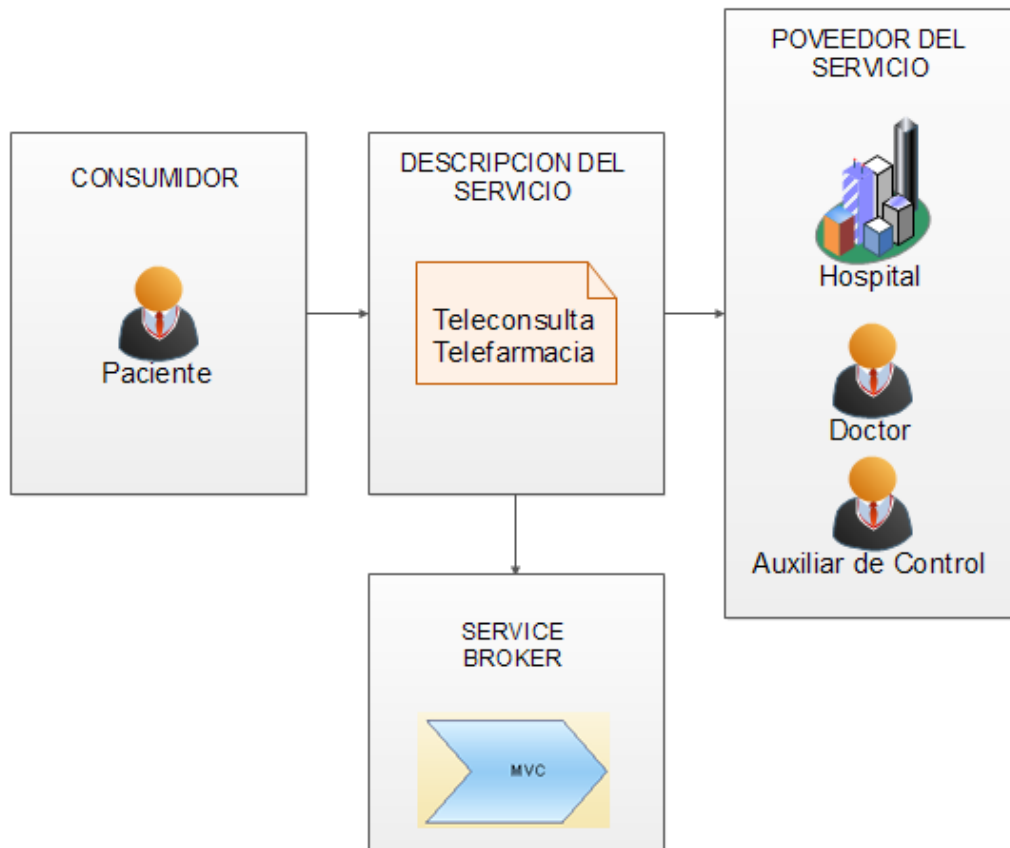 CONSUMIDOR
Paciente
DESCRIPCION DEL
SERVICIO
Teleconsulta
Telefarmacia
POVEEDOR DEL
SERVICIO
Hospital
Doctor
Auxiliar de Control
SERVICE
BROKER
MVC